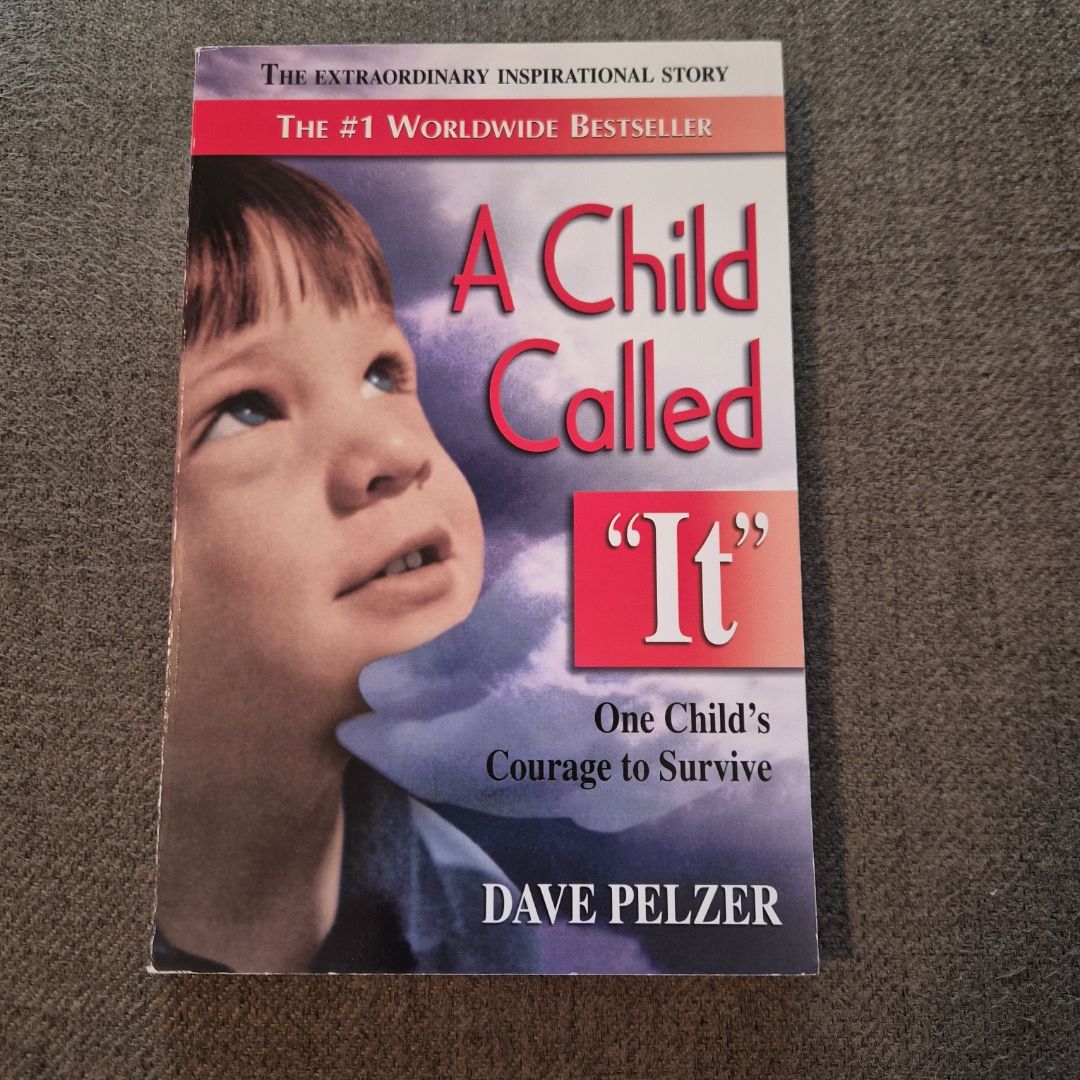 THE EXTRAORDINARY INSPIRATIONAL STORY
THE #1 WORLDWIDE BESTSELLER
A Child
Called
“It”
One Child’s
Courage to Survive
DAVE PELZER